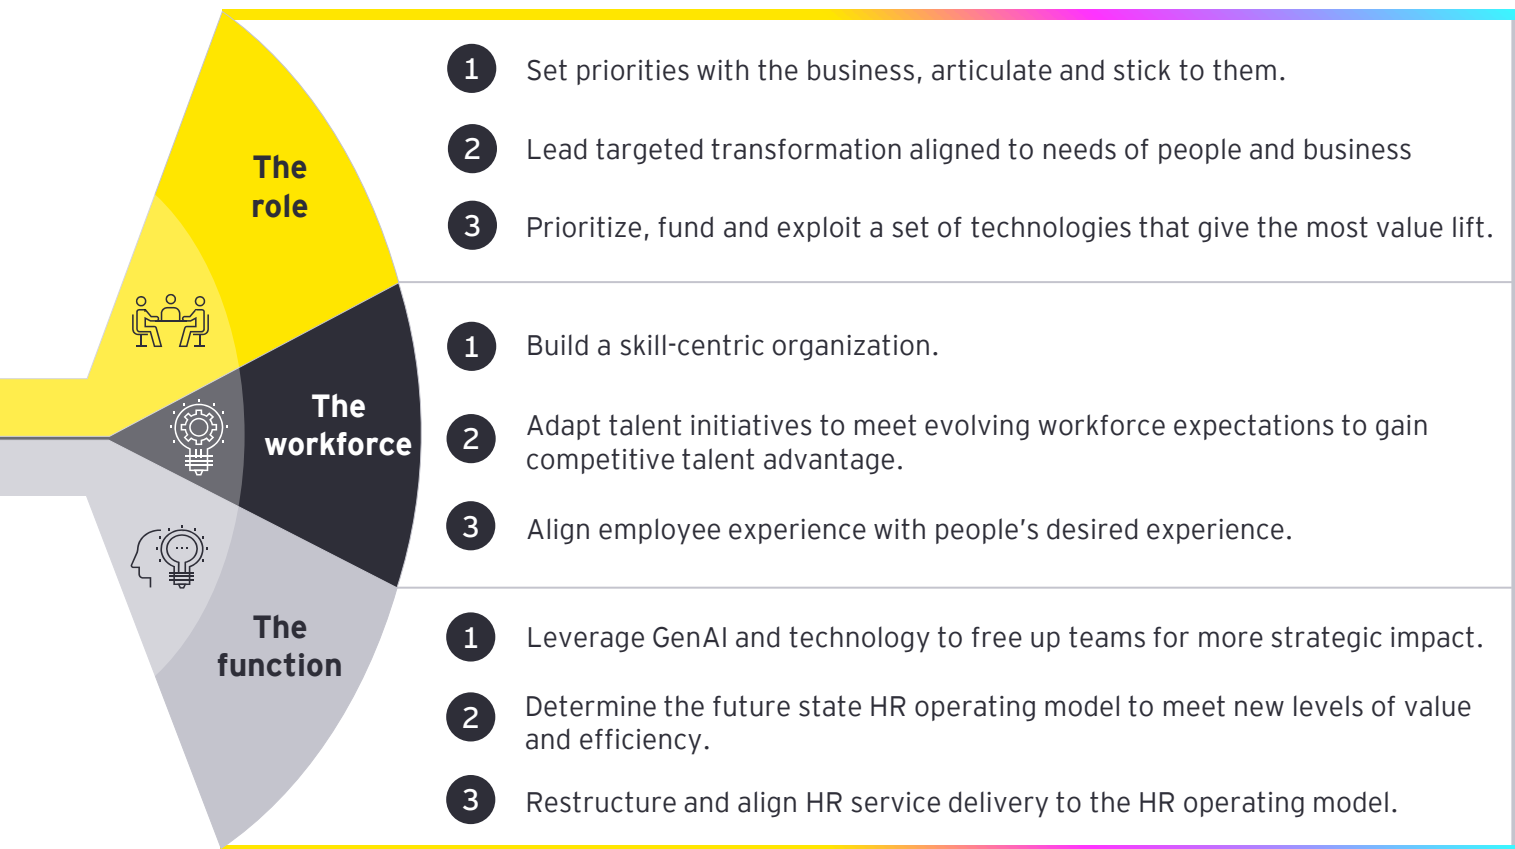 The
role
1 Set priorities with the business, articulate and stick to them.
2 Lead targeted transformation aligned to needs of people and business
3 Prioritize, fund and exploit a set of technologies that give the most value lift.
The
workforce
1 Build a skill-centric organization.
2 Adapt talent initiatives to meet evolving workforce expectations to gain
competitive talent advantage.
3 Align employee experience with people’s desired experience.
The
function
1 Leverage GenAI and technology to free up teams for more strategic impact.
2 Determine the future state HR operating model to meet new levels of value
and efficiency.
3 Restructure and align HR service delivery to the HR operating model.